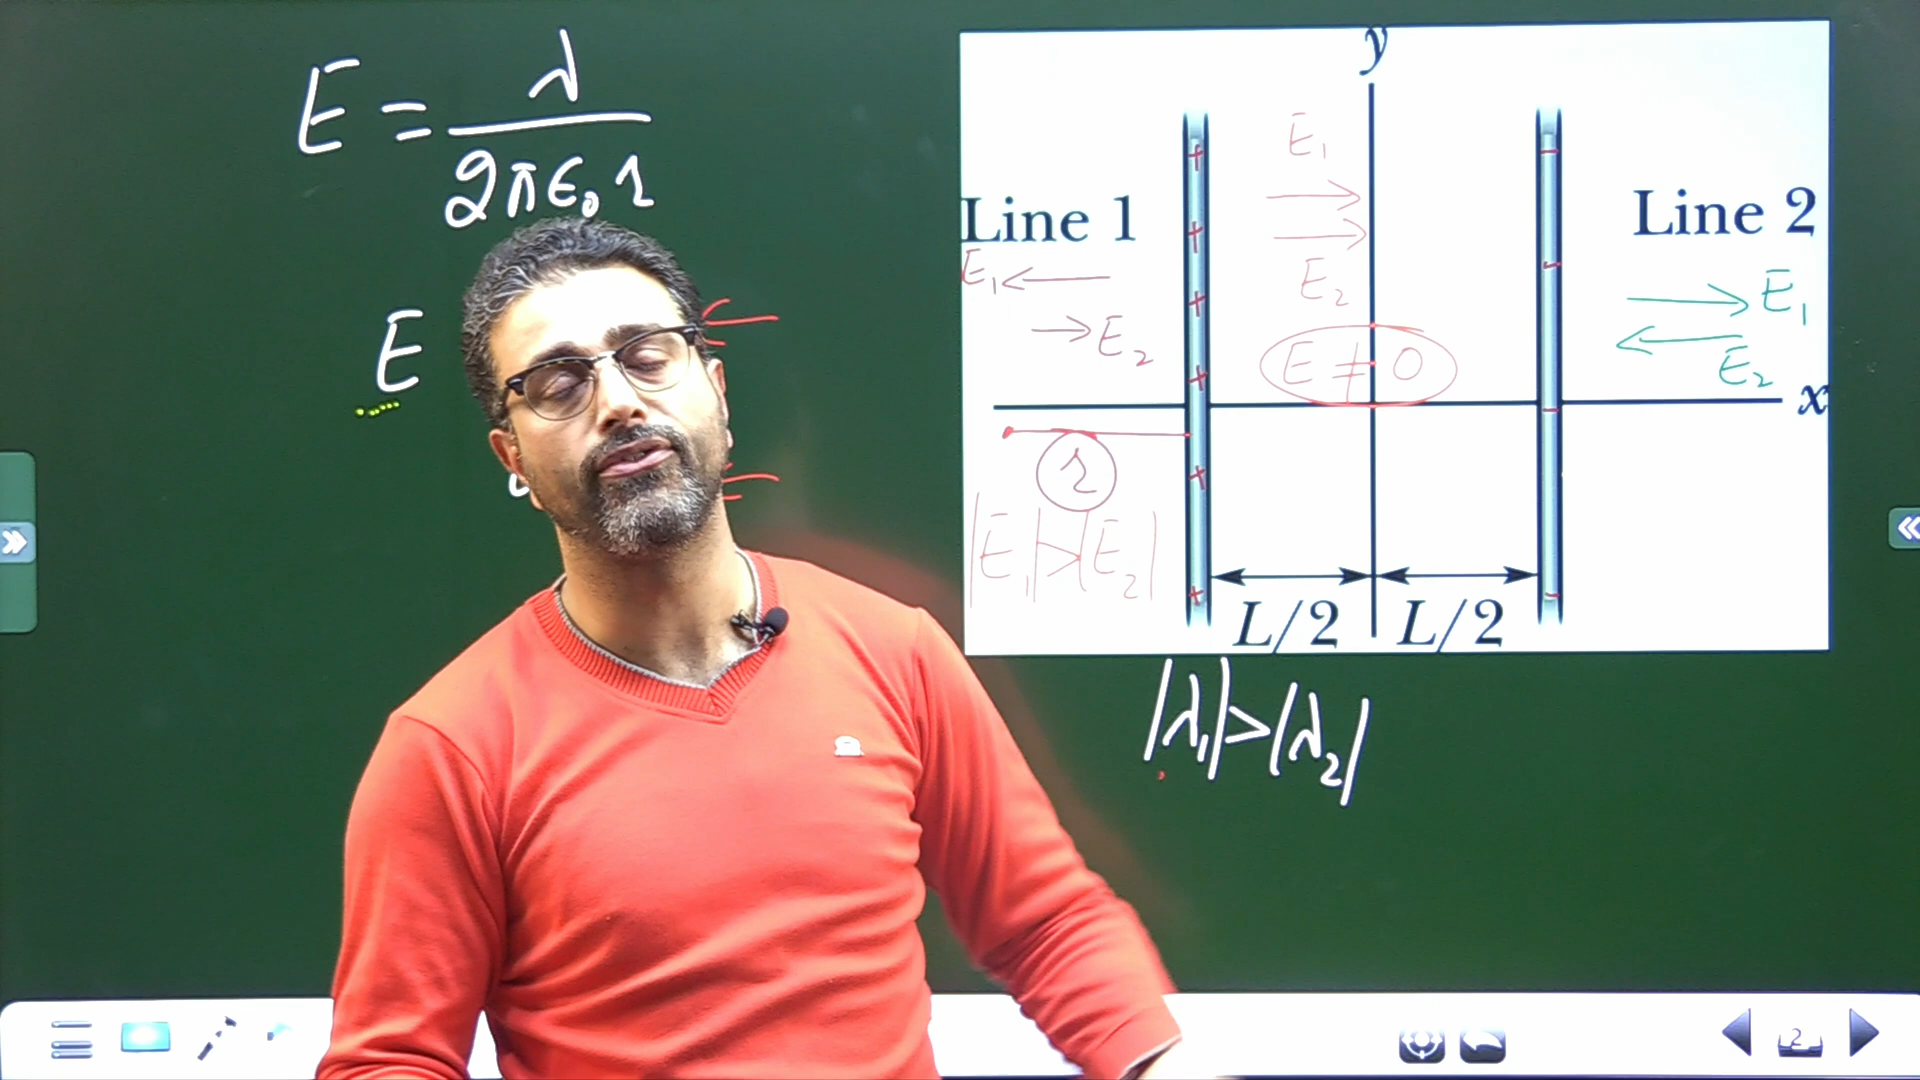 E = λ / 2πϵ₀r
E
y
E₁
Line 1
Line 2
E₁
E₂
E₁
E₂
E₂
E ≠ 0
x
r
|E₁| > |E₂|
L/2 L/2
|λ₁| > |λ₂|
2